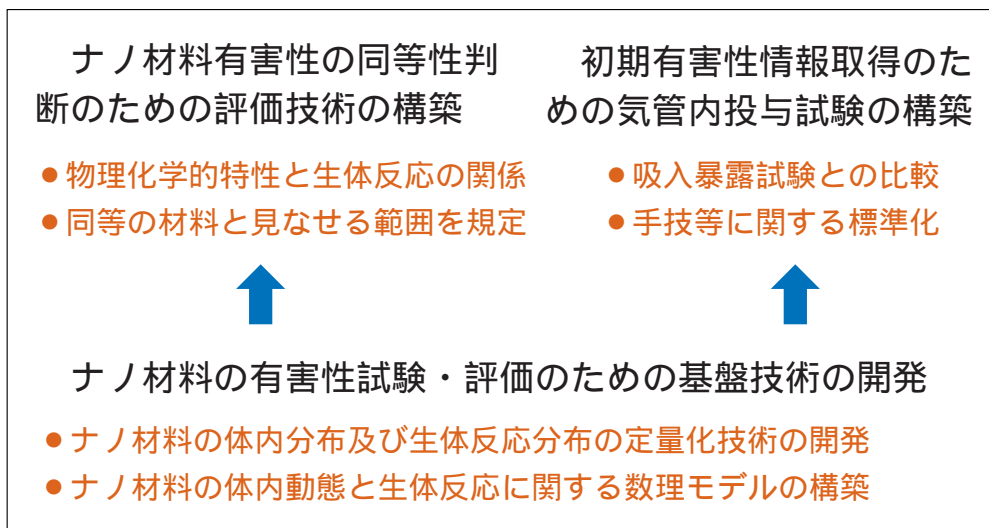 ナノ材料有害性の同等性判
断のための評価技術の構築
●物理化学的特性と生体反応の関係
●同等の材料と見なせる範囲を規定
初期有害性情報取得のた
めの気管内投与試験の構築
●吸入暴露試験との比較
●手技等に関する標準化
ナノ材料の有害性試験・評価のための基盤技術の開発
●ナノ材料の体内分布及び生体反応分布の定量化技術の開発
●ナノ材料の体内動態と生体反応に関する数理モデルの構築